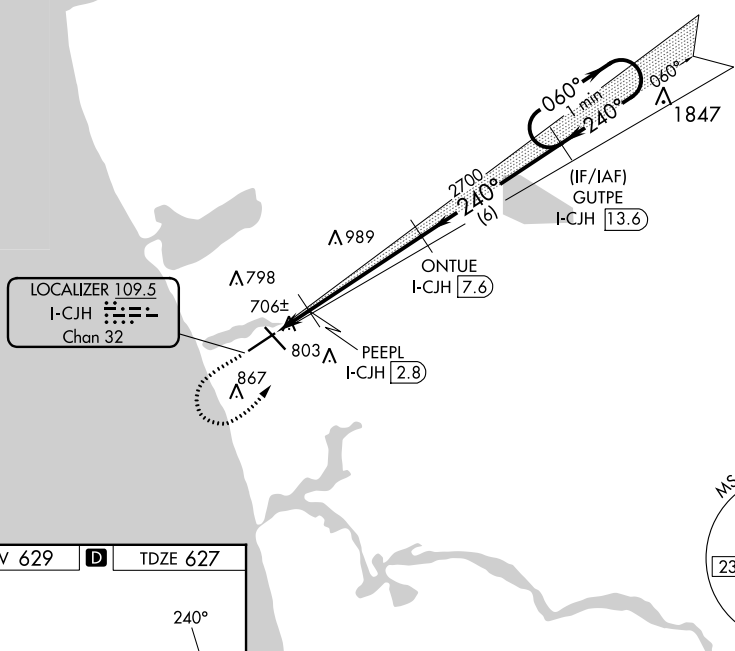 060°
1 min
240°
060°
1847
(IF/IAF)
GUTPE
I-CJH 13.6
2700
240°
(6)
989
ONTUE
I-CJH 7.6
798
706±
LOCALIZER 109.5
I-CJH
Chan 32
803
PEEPL
I-CJH 2.8
867
MS
23
V 629 D TDZE 627
240°